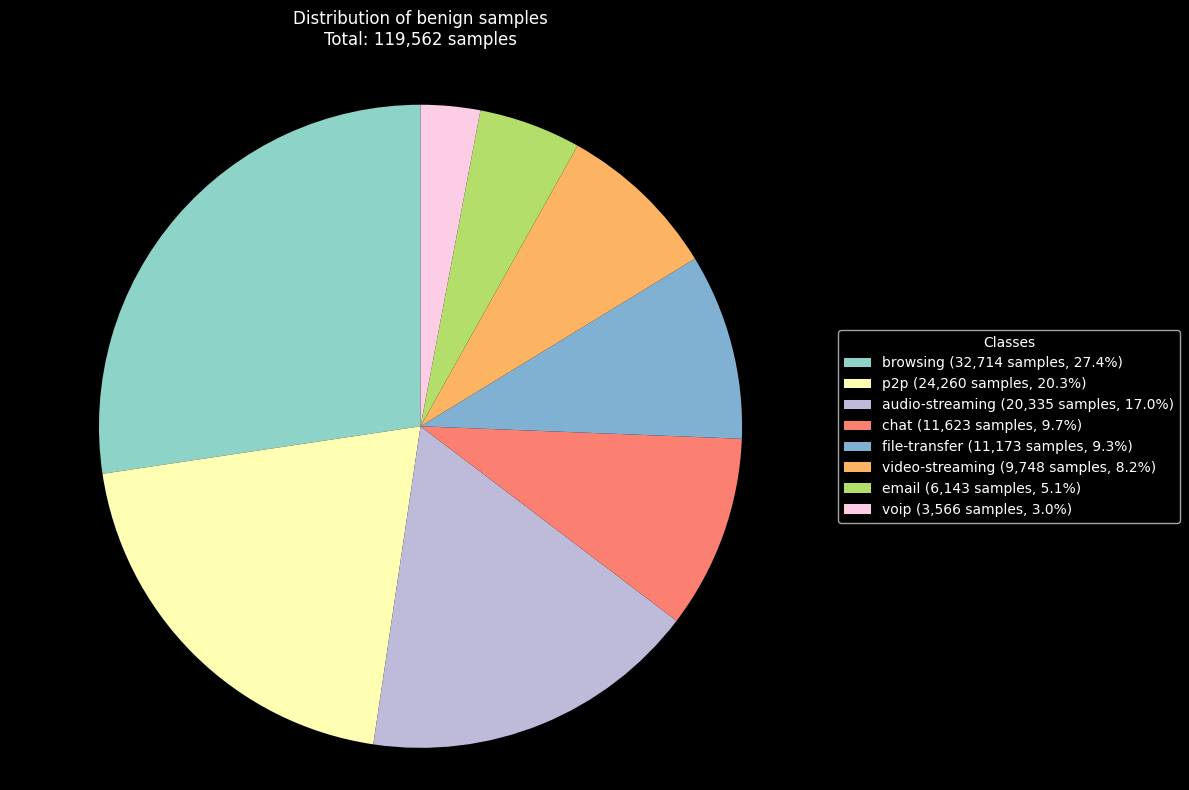 Distribution of benign samples
Total: 119,562 samples
Classes
browsing (32,714 samples, 27.4%)
p2p (24,260 samples, 20.3%)
audio-streaming (20,335 samples, 17.0%)
chat (11,623 samples, 9.7%)
file-transfer (11,173 samples, 9.3%)
video-streaming (9,748 samples, 8.2%)
email (6,143 samples, 5.1%)
voip (3,566 samples, 3.0%)